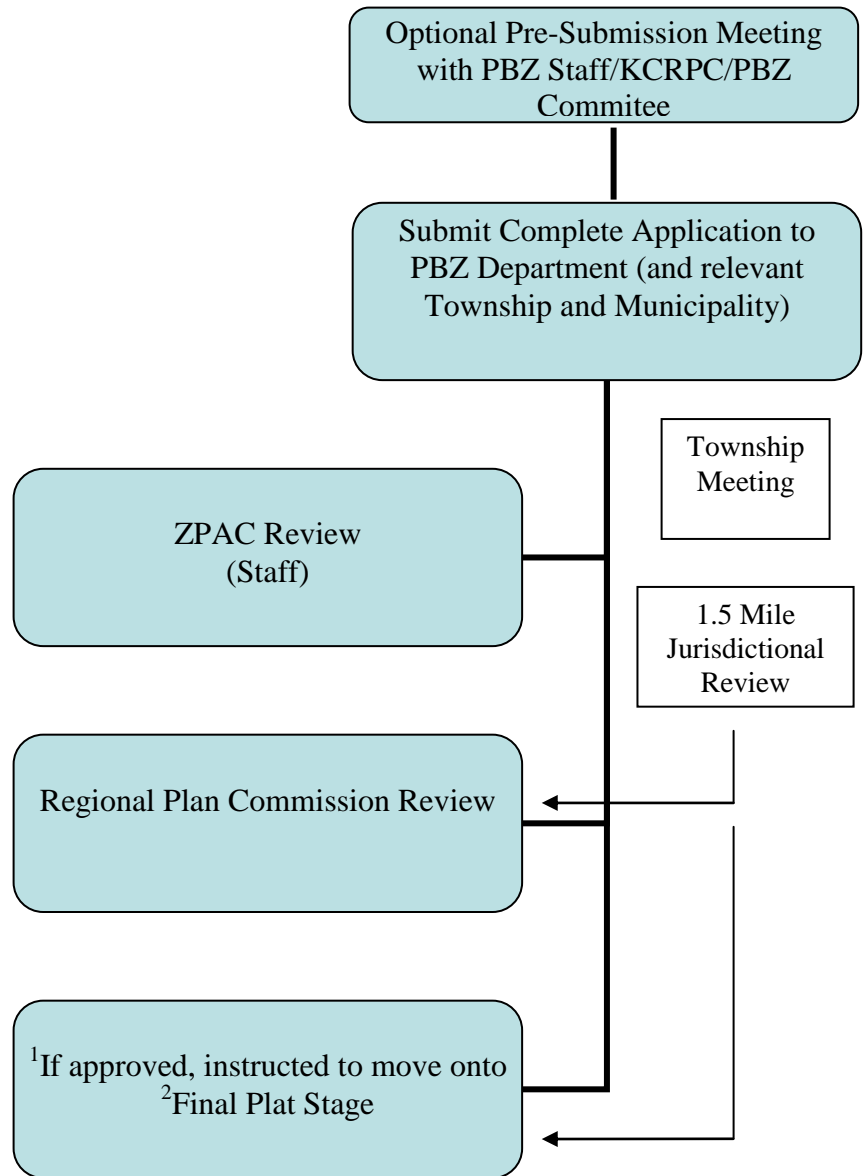 Optional Pre-Submission Meeting
with PBZ Staff/KCRPC/PBZ
Commitee
Submit Complete Application to
PBZ Department (and relevant
Township and Municipality)
Township
Meeting
ZPAC Review
(Staff)
1.5 Mile
Jurisdictional
Review
Regional Plan Commission Review
¹If approved, instructed to move onto
²Final Plat Stage